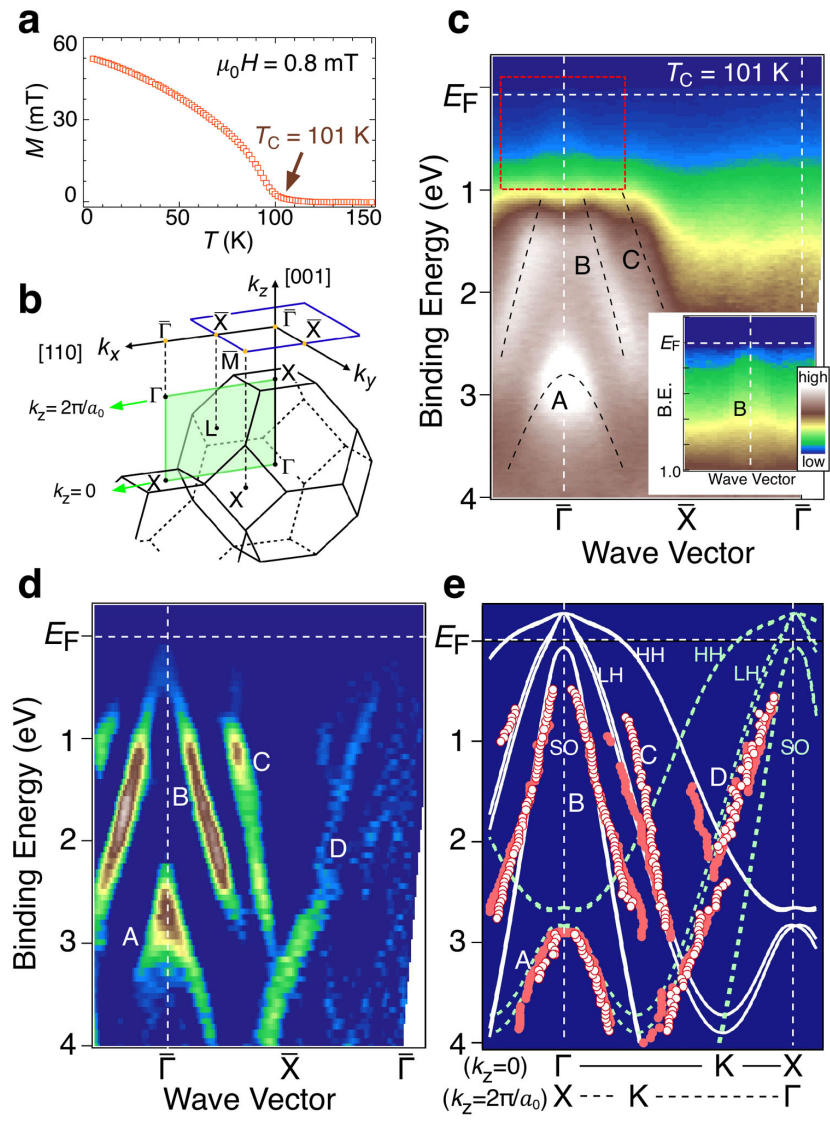 a
60
30
0
M (mT)
μ0H = 0.8 mT
TC = 101 K
0
50
100
150
T (K)
b
kz
[001]
Γ̅
X̅
Γ̅
X̅
[110]
kx
M̅
ky
Γ
X
kz = 2π/a0
L
Γ
kz = 0
X
X
c
TC = 101 K
EF
1
2
3
4
Binding Energy (eV)
B
C
A
EF
B.E.
B
1.0
Wave Vector
high
low
Γ̅
X̅
Γ̅
Wave Vector
d
EF
1
2
3
4
Binding Energy (eV)
C
B
D
A
Γ̅
X̅
Γ̅
Wave Vector
e
EF
1
2
3
4
HH
HH
LH
LH
SO
C
D
SO
B
A
(kz=0) Γ K X
(kz=2π/a0) X K Γ